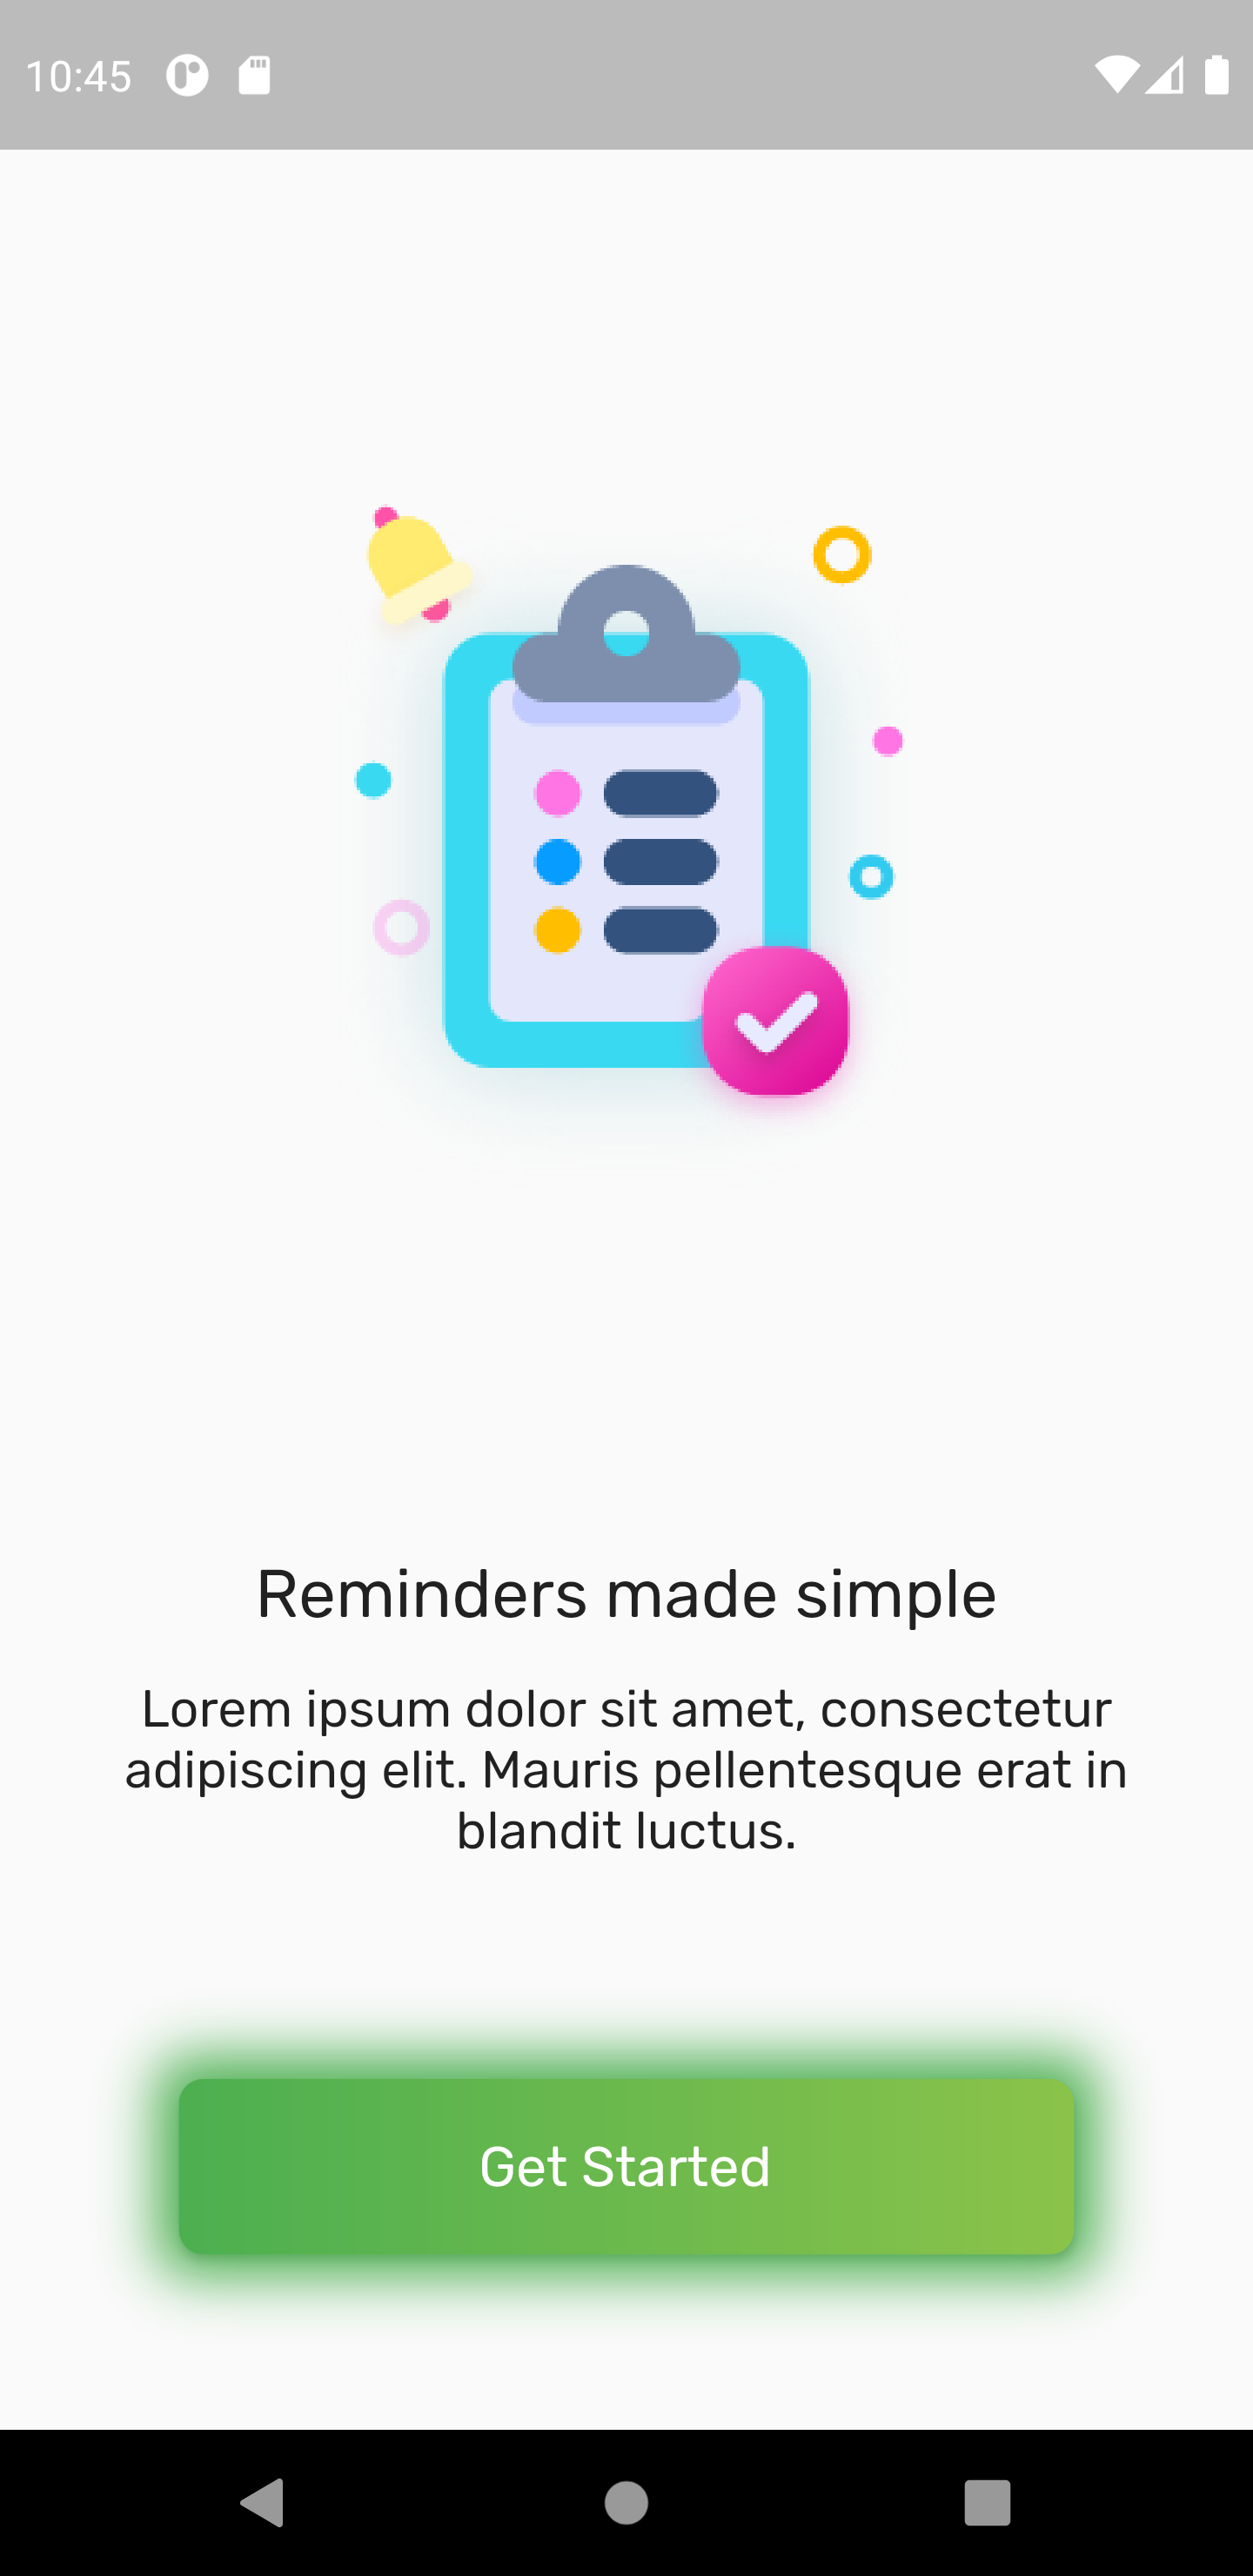 10:45
Reminders made simple
Lorem ipsum dolor sit amet, consectetur
adipiscing elit. Mauris pellentesque erat in
blandit luctus.
Get Started